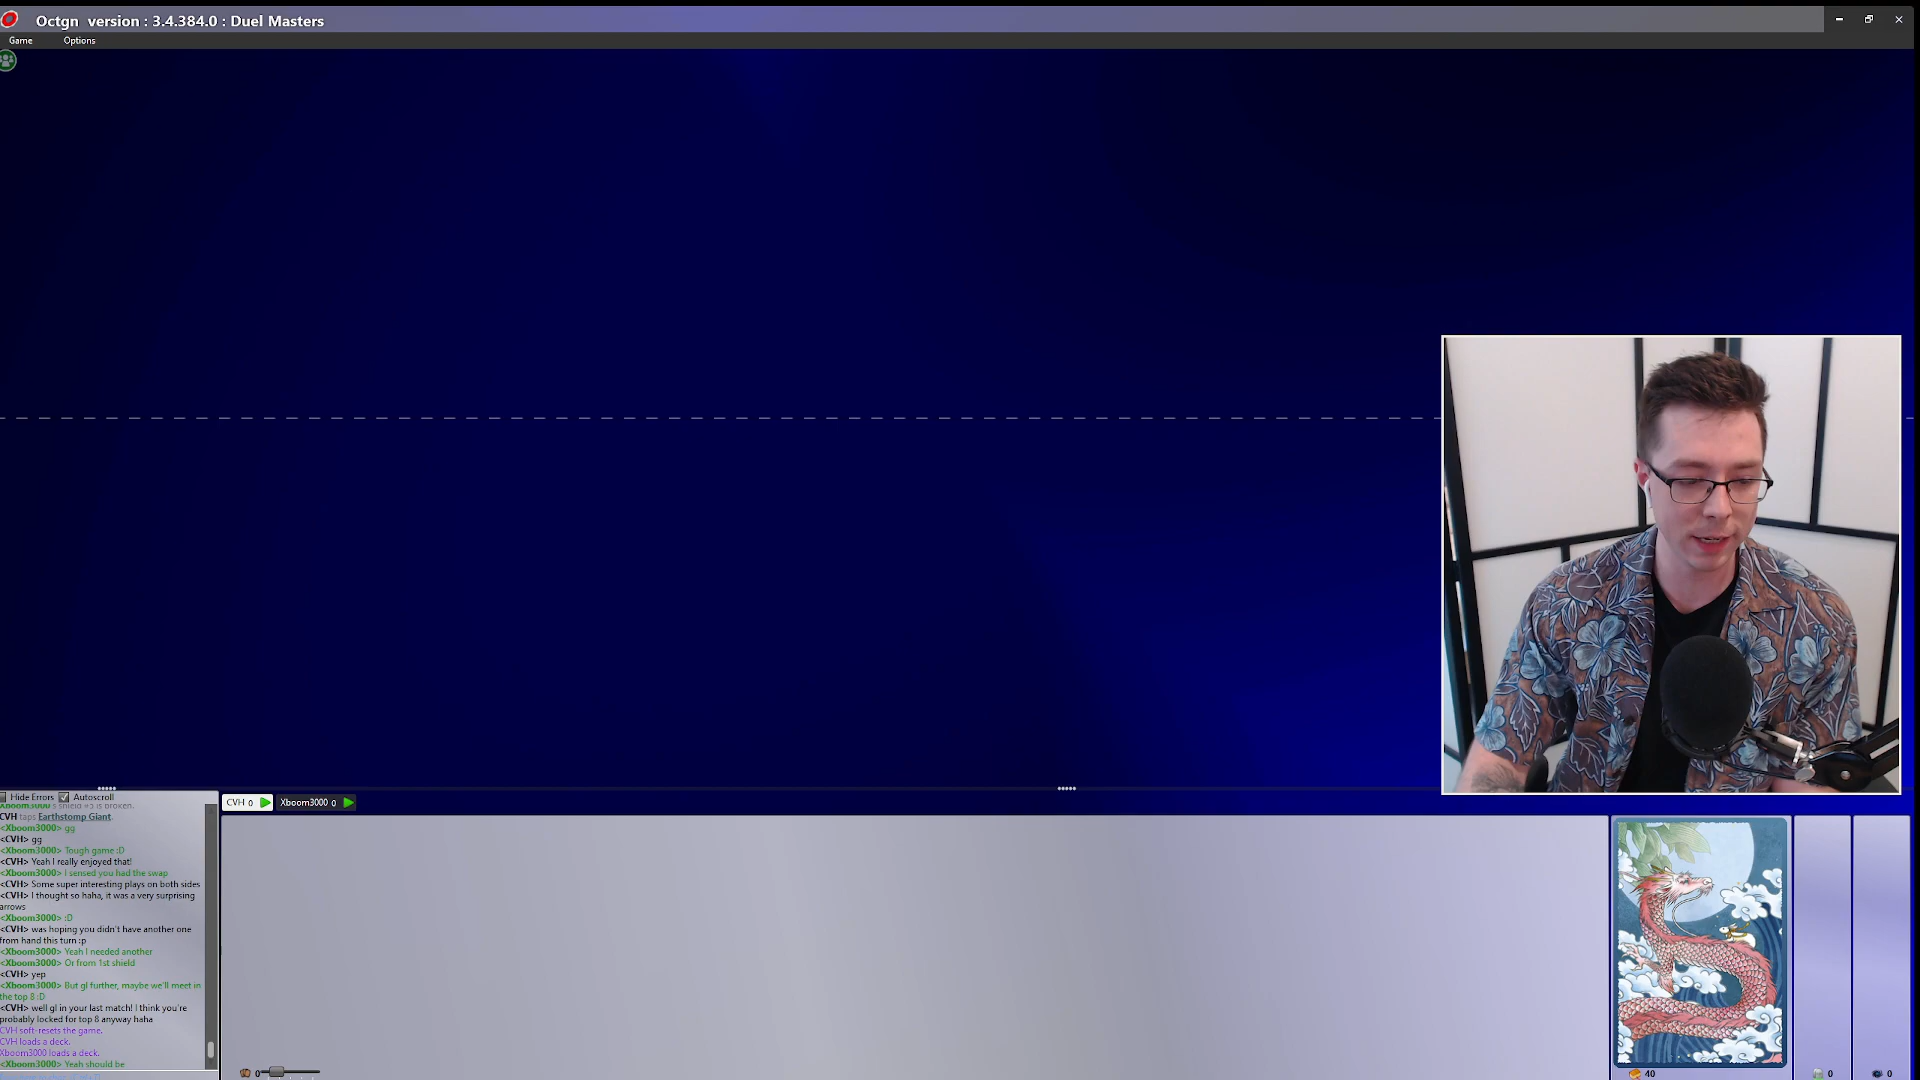 Octgn version : 3.4.384.0 : Duel Masters
Game Options
Hide Errors Autoscroll
Xboom3000's shield #5 is broken.
CVH taps Earthstomp Giant.
<Xboom3000> gg
<CVH> gg
<Xboom3000> Tough game :D
<CVH> Yeah I really enjoyed that!
<Xboom3000> I sensed you had the swap
<CVH> Some super interesting plays on both sides
<CVH> I thought so haha, it was a very surprising
arrows
<Xboom3000> :D
<CVH> was hoping you didn't have another one
from hand this turn :p
<Xboom3000> Yeah I needed another
<Xboom3000> Or from 1st shield
<CVH> yep
<Xboom3000> But gl further, maybe we'll meet in
the top 8 :D
<CVH> well gl in your last match! I think you're
probably locked for top 8 anyway haha
CVH soft-resets the game.
CVH loads a deck.
Xboom3000 loads a deck.
<Xboom3000> Yeah should be
CVH 0 Xboom3000 0
0
40
0
0